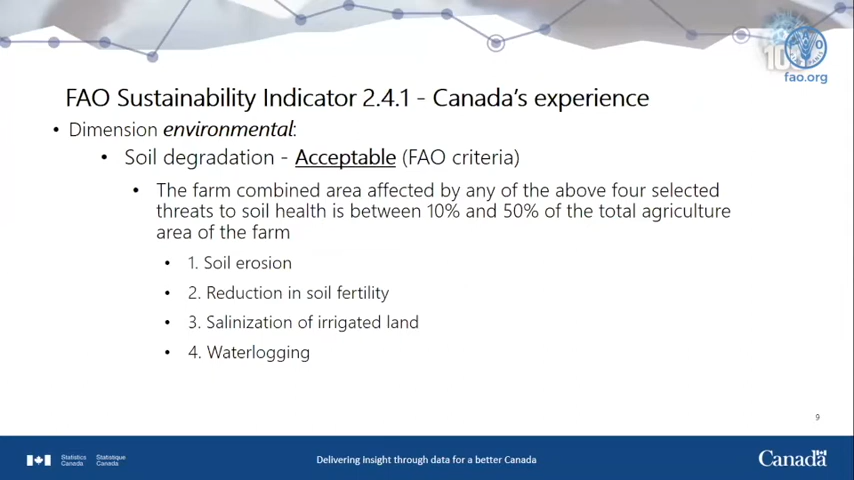 100
FAO
fao.org
FAO Sustainability Indicator 2.4.1 - Canada's experience
• Dimension environmental:
• Soil degradation - Acceptable (FAO criteria)
• The farm combined area affected by any of the above four selected
threats to soil health is between 10% and 50% of the total agriculture
area of the farm
• 1. Soil erosion
• 2. Reduction in soil fertility
• 3. Salinization of irrigated land
• 4. Waterlogging
9
Statistics Statistique
Canada Canada
Delivering insight through data for a better Canada
Canada